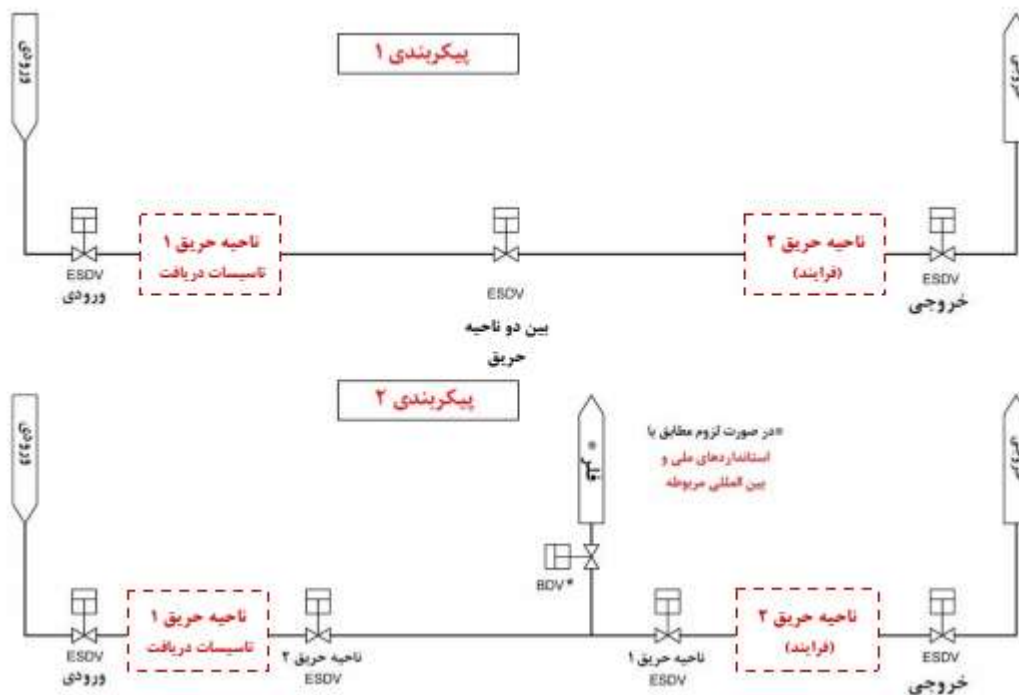 پیکربندی ۱
ورودی
ناحیه حریق ۱
تاسیسات دریافت
ESDV
ورودی
ESDV
بین دو ناحیه
حریق
ناحیه حریق ۲
(فرایند)
ESDV
خروجی
پیکربندی ۲
ورودی
فلر *
*در صورت لزوم مطابق با
استانداردهای ملی و
بین المللی مربوطه
BDV*
ناحیه حریق ۱
تاسیسات دریافت
ESDV
ورودی
ناحیه حریق ۲
ESDV
ناحیه حریق ۱
ESDV
ناحیه حریق ۲
(فرایند)
ESDV
خروجی